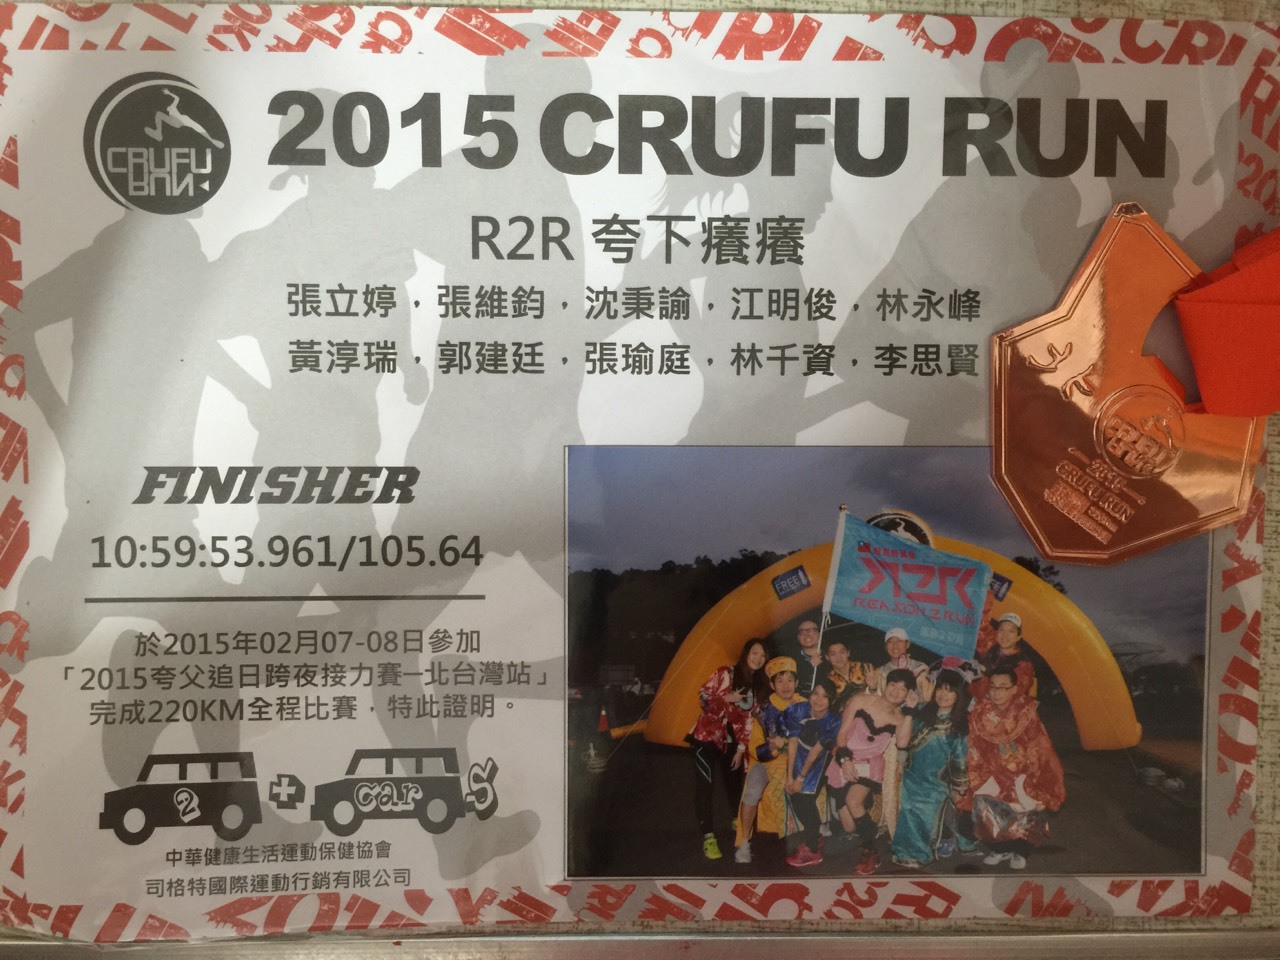 CRUFU
RUN
2015 CRUFU RUN
R2R 夸下癢癢
張立婷，張維鈞，沈秉諭，江明俊，林永峰
黃淳瑞，郭建廷，張瑜庭，林千資，李思賢
FINISHER
10:59:53.961/105.64
於2015年02月07-08日參加
「2015夸父追日跨夜接力賽—北台灣站」
完成220KM全程比賽，特此證明。
2 + carS
中華健康生活運動保健協會
司格特國際運動行銷有限公司
FREE
R2R
REASON 2 RUN
CRUFU
RUN
CRUFU RUN